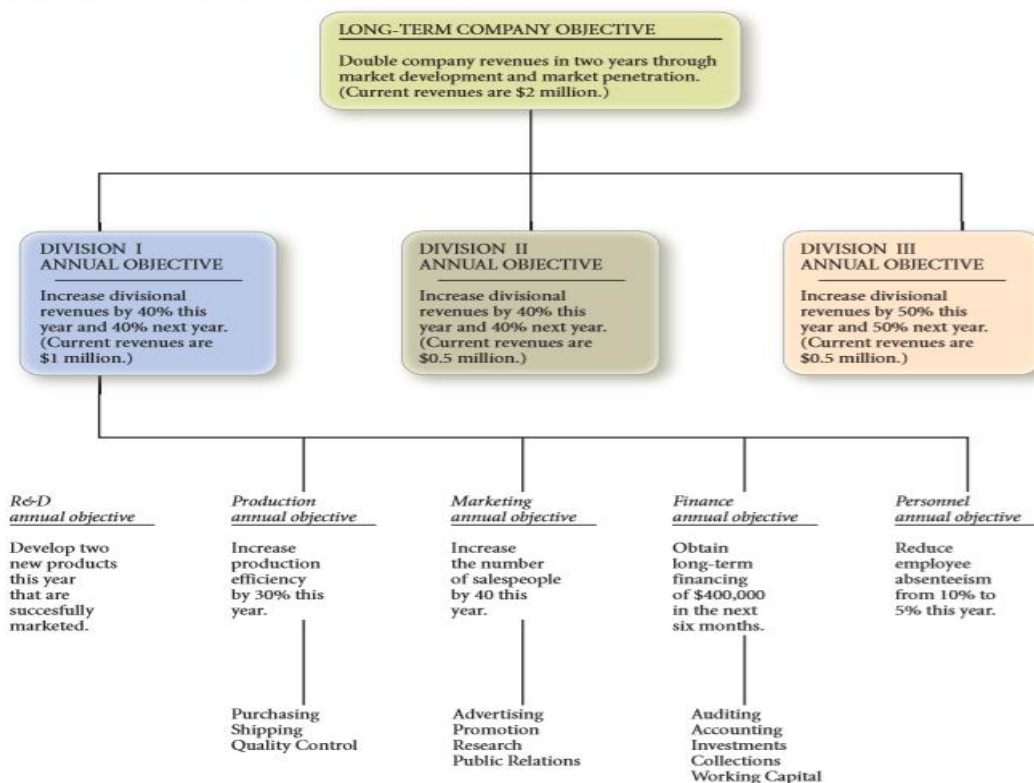 LONG-TERM COMPANY OBJECTIVE
Double company revenues in two years through
market development and market penetration.
(Current revenues are $2 million.)
DIVISION I
ANNUAL OBJECTIVE
Increase divisional
revenues by 40% this
year and 40% next year.
(Current revenues are
$1 million.)
DIVISION II
ANNUAL OBJECTIVE
Increase divisional
revenues by 40% this
year and 40% next year.
(Current revenues are
$0.5 million.)
DIVISION III
ANNUAL OBJECTIVE
Increase divisional
revenues by 50% this
year and 50% next year.
(Current revenues are
$0.5 million.)
R&D
annual objective
Develop two
new products
this year
that are
succesfully
marketed.
Production
annual objective
Increase
production
efficiency
by 30% this
year.
Marketing
annual objective
Increase
the number
of salespeople
by 40 this
year.
Finance
annual objective
Obtain
long-term
financing
of $400,000
in the next
six months.
Personnel
annual objective
Reduce
employee
absenteeism
from 10% to
5% this year.
Purchasing
Shipping
Quality Control
Advertising
Promotion
Research
Public Relations
Auditing
Accounting
Investments
Collections
Working Capital